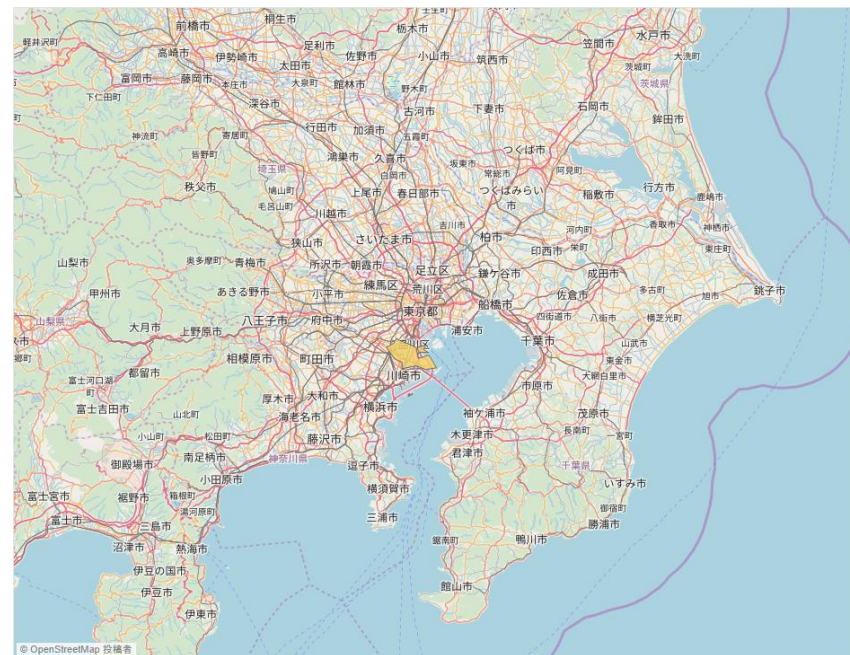 壬生町
桐生市
栃木市
水戸市
前橋市
足利市
笠間市
軽井沢町
高崎市
伊勢崎市
佐野市
小山市
筑西市
大洗町
太田市
茨城町
富岡市
藤岡市
本庄市
大泉町
館林市
野木町
茨城県
下仁田町
深谷市
古河市
下妻市
石岡市
町
神流町
寄居町
行田市
加須市
五霞町
鉾田市
皆野町
鴻巣市
久喜市
坂東市
つくば市
埼玉県
白岡市
常総市
阿見町
秩父市
鳩山町
上尾市
春日部市
つくばみらい
市
稲敷市
行方市
鹿嶋市
毛呂山町
川越市
吉川市
河内町
香取市
神栖市
狭山市
さいたま市
柏市
栄町
東庄町
山梨市
奥多摩町
青梅市
所沢市
朝霞市
足立区
鎌ケ谷市
印西市
成田市
甲州市
あきる野市
小平市
練馬区
荒川区
佐倉市
多古町
旭市
銚子市
山梨県
大月市
上野原市
八王子市
府中市
東京都
船橋市
四街道市
八街市
横芝光町
浦安市
千葉市
山武市
郷町
都留市
相模原市
町田市
川区
東金市
富士河口湖
町
川崎市
市原市
大網白里市
富士吉田市
山北町
厚木市
大和市
海老名市
横浜市
袖ケ浦市
茂原市
小山町
松田町
藤沢市
木更津市
長南町
一宮町
御殿場市
南足柄市
神奈川県
逗子市
君津市
千葉県
小田原市
富士宮市
裾野市
箱根町
横須賀市
いすみ市
湯河原町
御宿町
富士市
三島市
三浦市
勝浦市
沼津市
熱海市
鋸南町
鴨川市
伊豆の国市
伊豆市
館山市
伊東市
© OpenStreetMap 投稿者